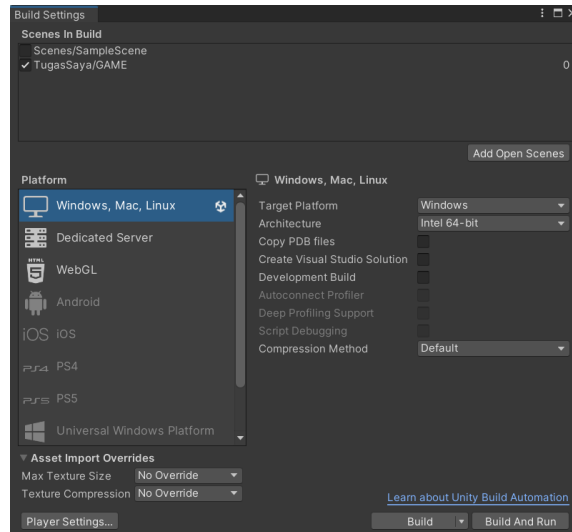 Build Settings
Scenes In Build
Scenes/SampleScene
TugasSaya/GAME 0
Add Open Scenes
Platform
Windows, Mac, Linux
Dedicated Server
HTML 5 WebGL
Android
iOS iOS
PS4 PS4
PS5 PS5
Universal Windows Platform
Windows, Mac, Linux
Target Platform Windows
Architecture Intel 64-bit
Copy PDB files
Create Visual Studio Solution
Development Build
Autoconnect Profiler
Deep Profiling Support
Script Debugging
Compression Method Default
Asset Import Overrides
Max Texture Size No Override
Texture Compression No Override
Learn about Unity Build Automation
Player Settings... Build Build And Run